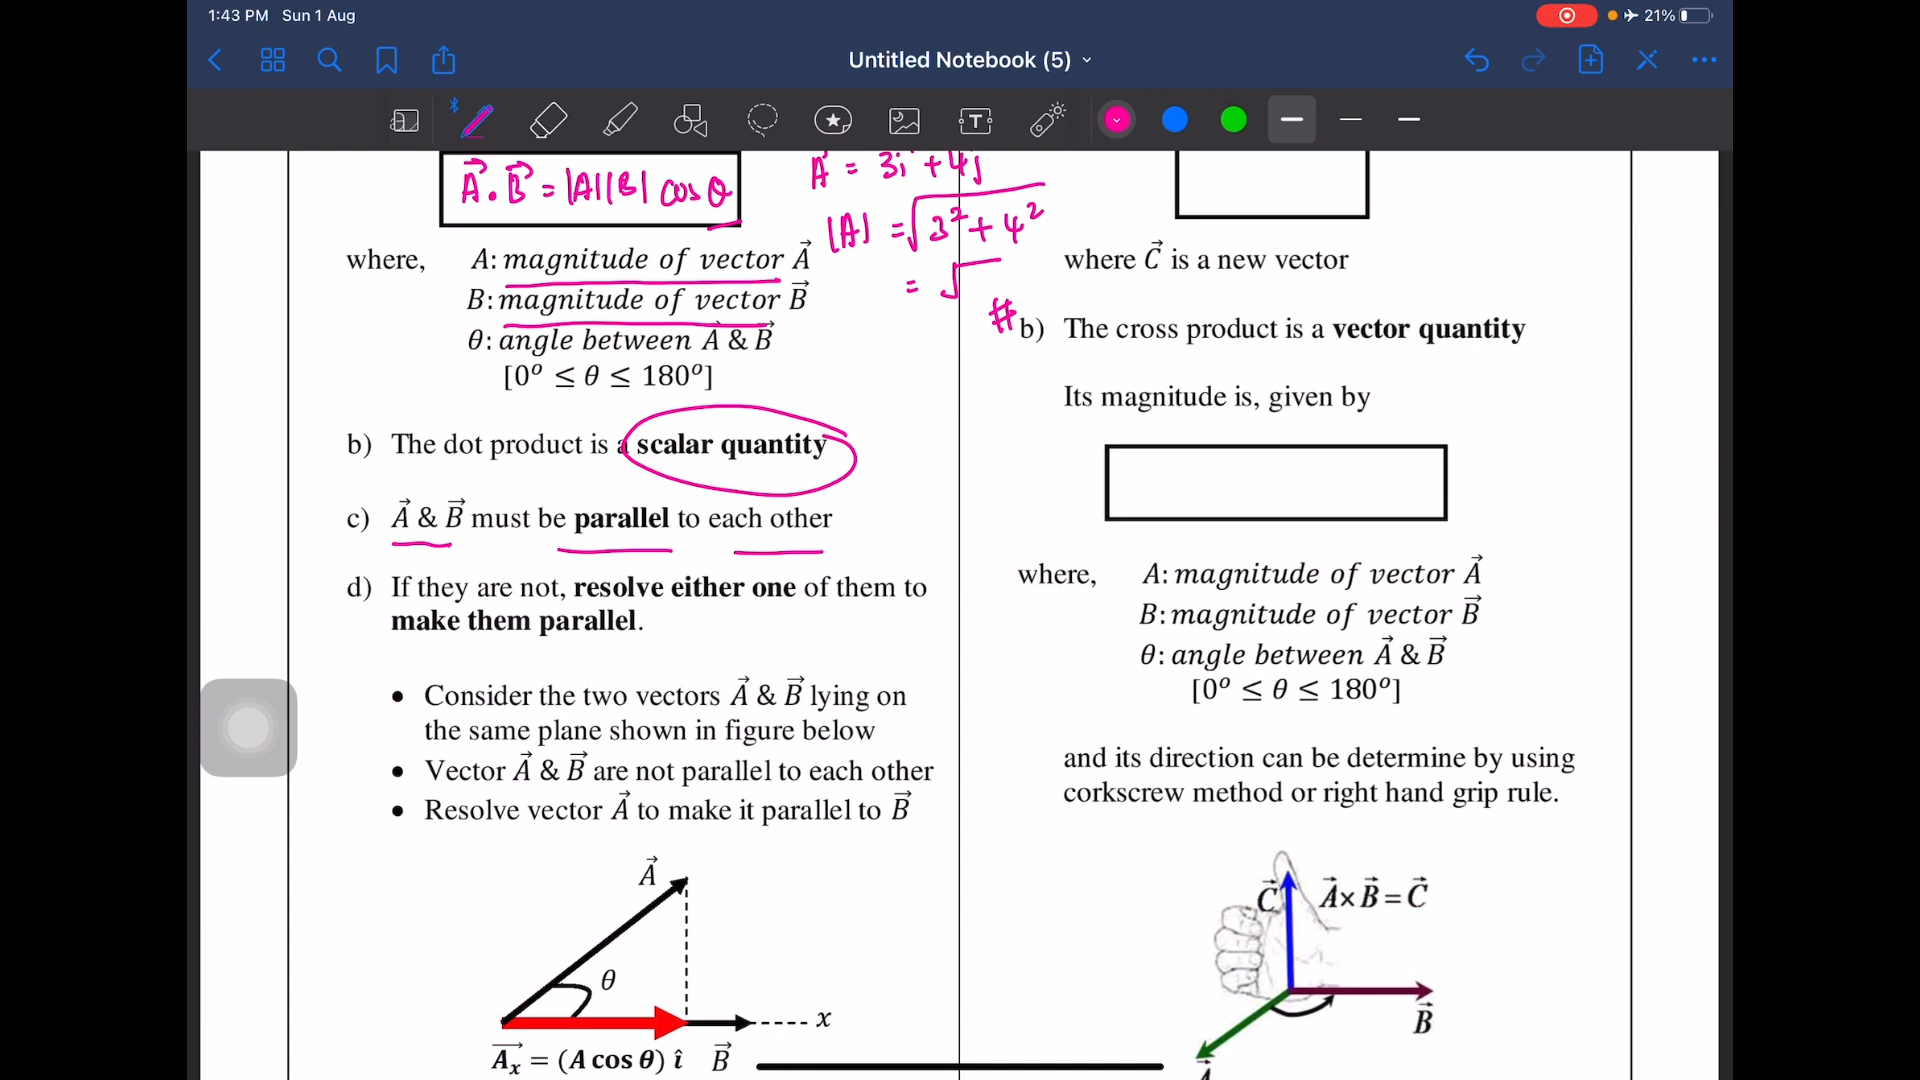 1:43 PM Sun 1 Aug
21%
Untitled Notebook (5)
T
A⃗ . B⃗ = |A||B| cos θ
A⃗ = 3i + 4j
|A| = √3² + 4²
= √
where, A: magnitude of vector A⃗
B: magnitude of vector B⃗
θ: angle between A⃗ & B⃗
[0° ≤ θ ≤ 180°]
b) The dot product is a scalar quantity
c) A⃗ & B⃗ must be parallel to each other
d) If they are not, resolve either one of them to
make them parallel.
• Consider the two vectors A⃗ & B⃗ lying on
the same plane shown in figure below
• Vector A⃗ & B⃗ are not parallel to each other
• Resolve vector A⃗ to make it parallel to B⃗
A⃗
θ
x
A⃗ₓ = (A cos θ) î B⃗
where C⃗ is a new vector
# b) The cross product is a vector quantity
Its magnitude is, given by
where, A: magnitude of vector A⃗
B: magnitude of vector B⃗
θ: angle between A⃗ & B⃗
[0° ≤ θ ≤ 180°]
and its direction can be determine by using
corkscrew method or right hand grip rule.
C⃗ A⃗ × B⃗ = C⃗
B⃗
A⃗